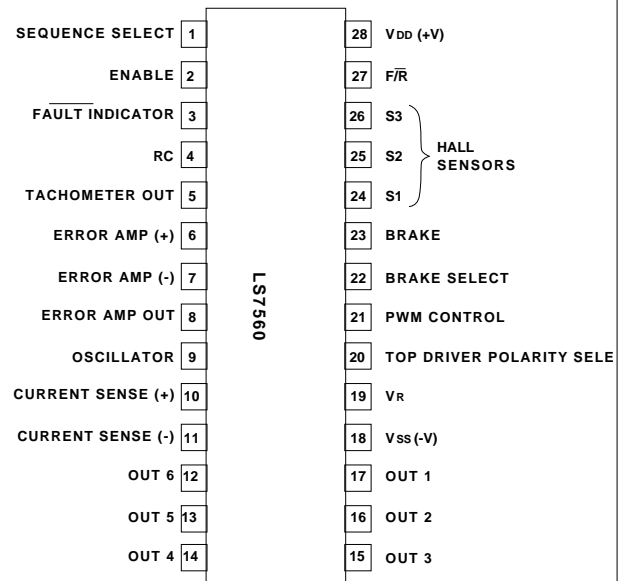 SEQUENCE SELECT 1
ENABLE 2
FAULT INDICATOR 3
RC 4
TACHOMETER OUT 5
ERROR AMP (+) 6
ERROR AMP (-) 7
ERROR AMP OUT 8
OSCILLATOR 9
CURRENT SENSE (+) 10
CURRENT SENSE (-) 11
OUT 6 12
OUT 5 13
OUT 4 14
LS7560
28 VDD (+V)
27 F/R̅
26 S3
25 S2
24 S1
HALL
SENSORS
23 BRAKE
22 BRAKE SELECT
21 PWM CONTROL
20 TOP DRIVER POLARITY SELE
19 VR
18 VSS (-V)
17 OUT 1
16 OUT 2
15 OUT 3